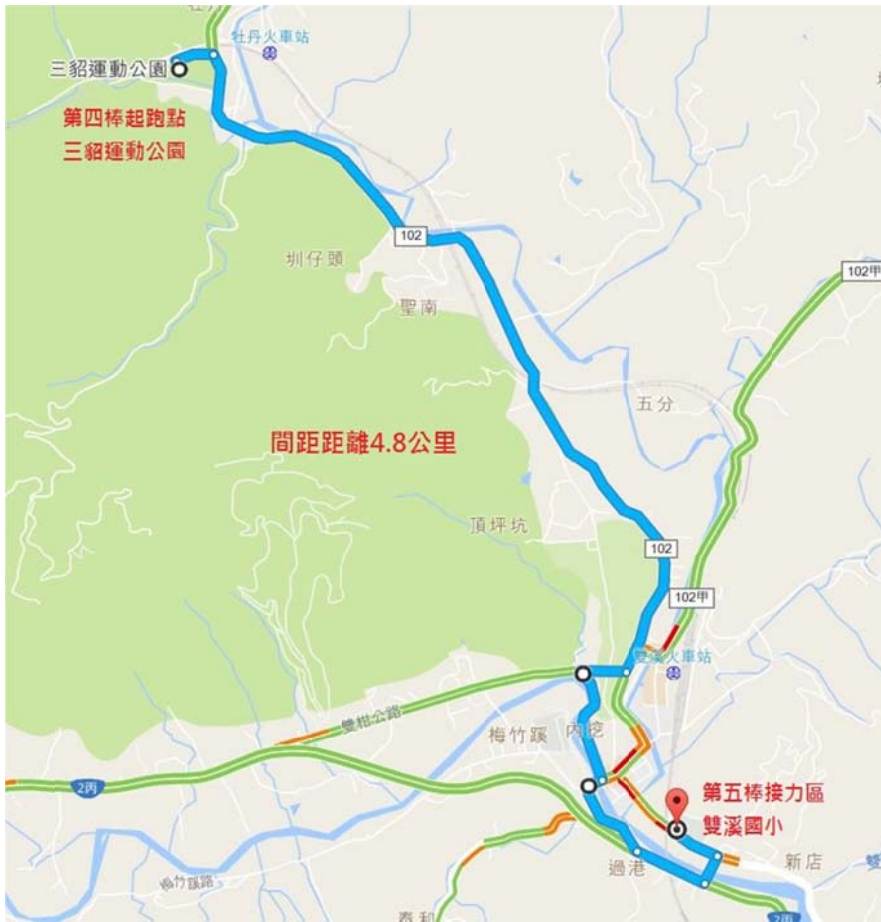 牡丹火車站
三貂運動公園
第四棒起跑點
三貂運動公園
102
圳仔頭
102甲
聖南
五分
間距距離4.8公里
頂坪坑
102
102甲
雙溪火車站
雙柑公路
梅竹蹊
內挖
2丙
第五棒接力區
雙溪國小
過港
新店
梅竹蹊路
泰和
2丙